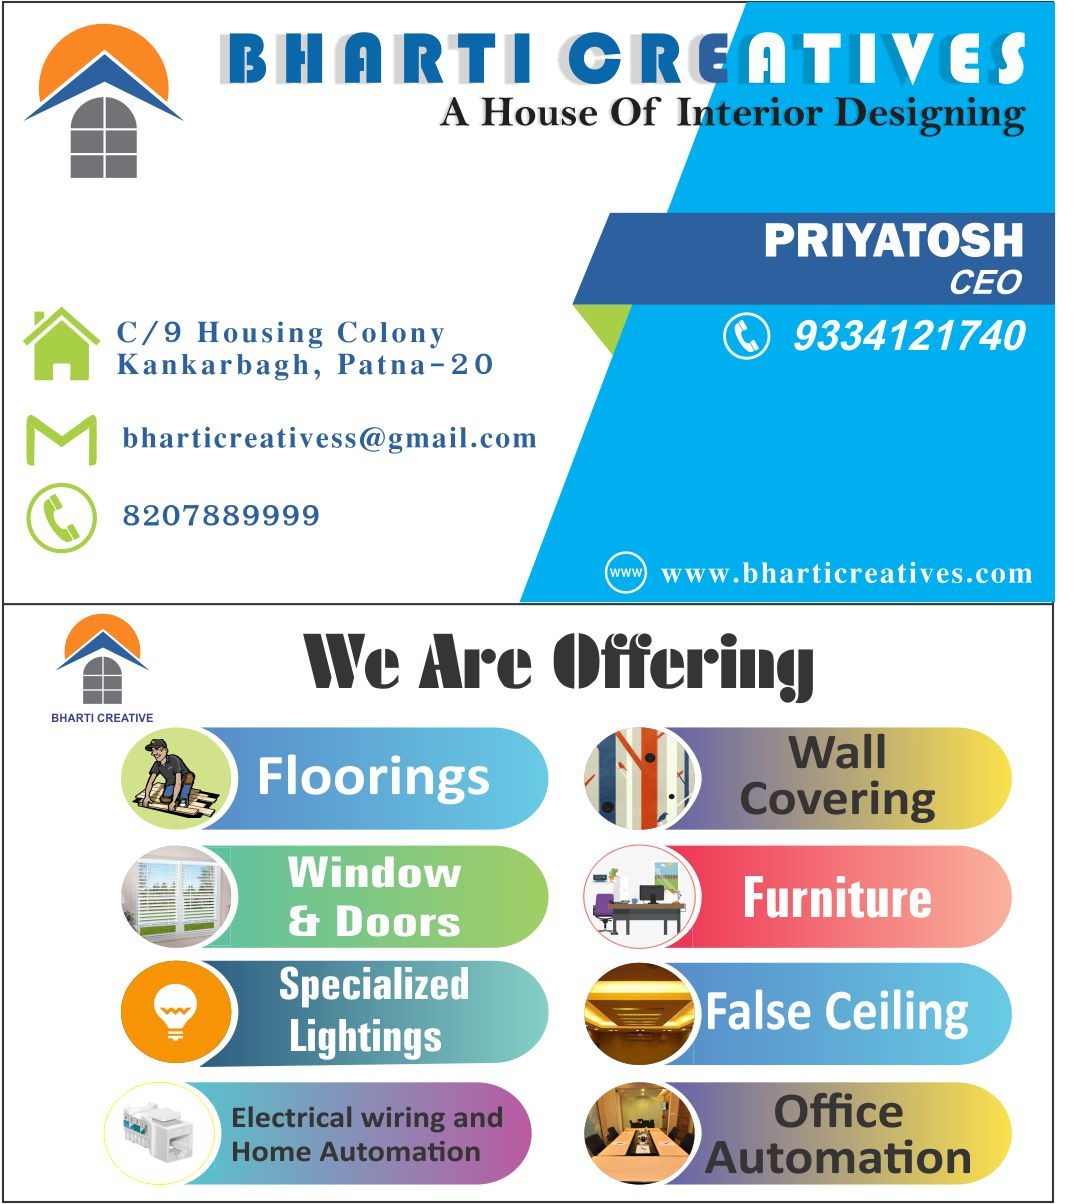 BHARTI CREATIVES
A House Of Interior Designing
PRIYATOSH
CEO
9334121740
C/9 Housing Colony
Kankarbagh, Patna-20
bharticreativess@gmail.com
8207889999
www www.bharticreatives.com
BHARTI CREATIVE
We Are Offering
Floorings
Wall
Covering
Window
& Doors
Furniture
Specialized
Lightings
False Ceiling
Electrical wiring and
Home Automation
Office
Automation